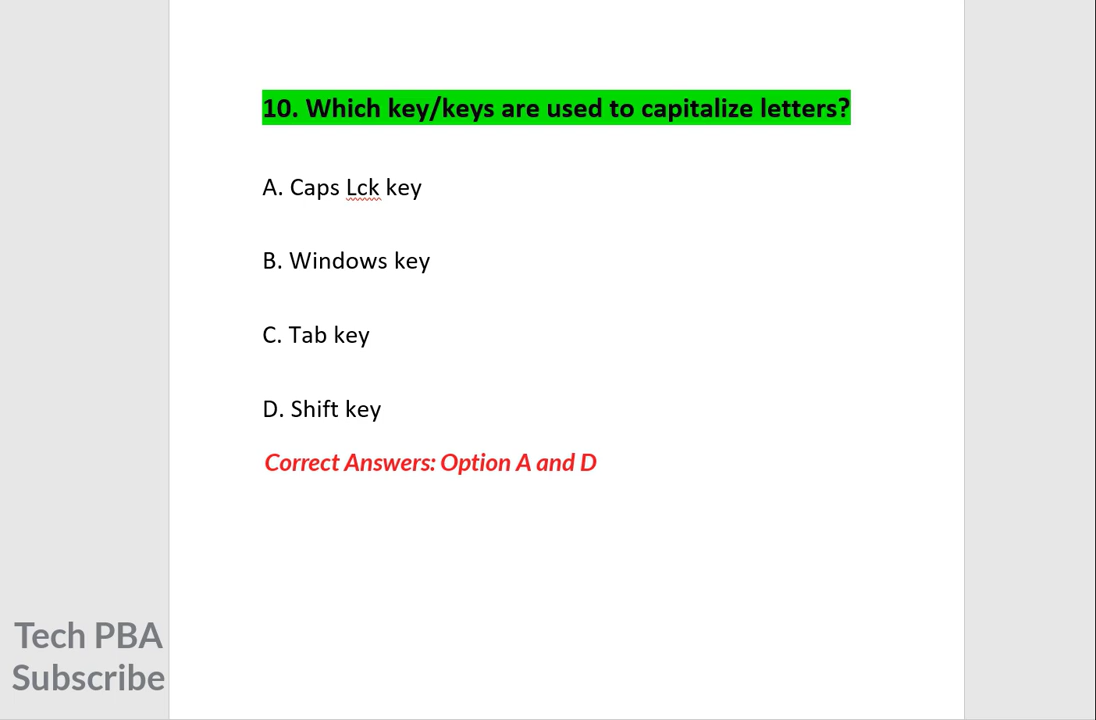 10. Which key/keys are used to capitalize letters?
A. Caps Lck key
B. Windows key
C. Tab key
D. Shift key
Correct Answers: Option A and D
Tech PBA
Subscribe